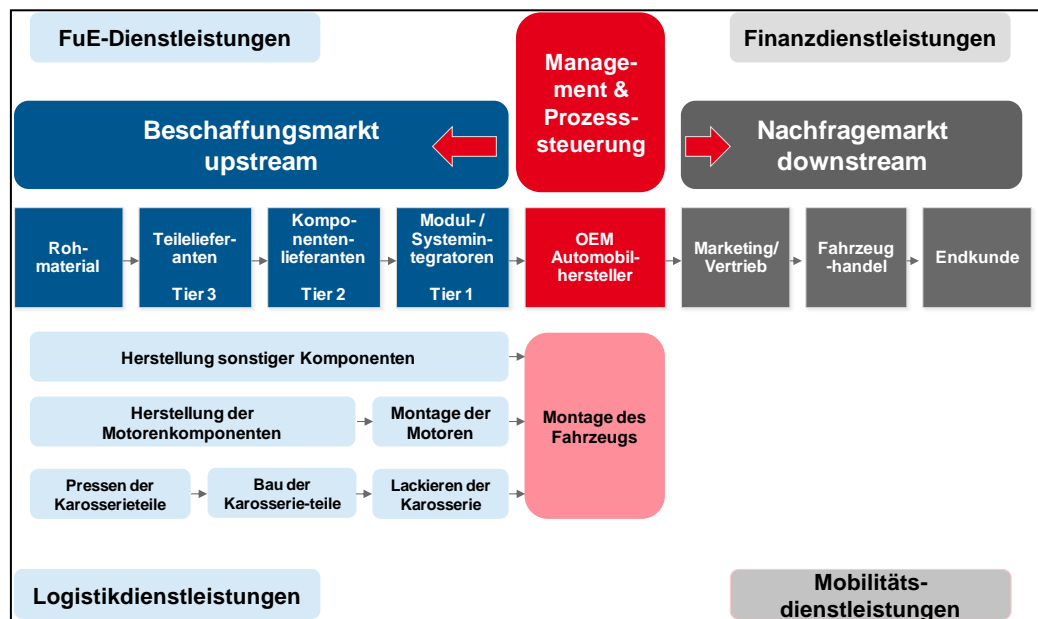 FuE-Dienstleistungen
Manage-
ment &
Prozess-
steuerung
Finanzdienstleistungen
Beschaffungsmarkt
upstream
Nachfragemarkt
downstream
Roh-
material
Teileliefer-
anten
Tier 3
Kompo-
nenten-
lieferanten
Tier 2
Modul- /
Systemin-
tegratoren
Tier 1
OEM
Automobil-
hersteller
Marketing/
Vertrieb
Fahrzeug
-handel
Endkunde
Herstellung sonstiger Komponenten
Herstellung der
Motorenkomponenten
Montage der
Motoren
Montage des
Fahrzeugs
Pressen der
Karosserieteile
Bau der
Karosserie-teile
Lackieren der
Karosserie
Logistikdienstleistungen
Mobilitäts-
dienstleistungen